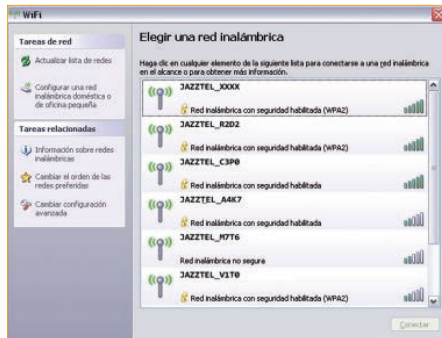 WiFi
Tareas de red
Actualizar lista de redes
Configurar una red
inalámbrica doméstica o
de oficina pequeña
Tareas relacionadas
Información sobre redes
inalámbricas
Cambiar el orden de las
redes preferidas
Cambiar configuración
avanzada
Elegir una red inalámbrica
Haga clic en cualquier elemento de la siguiente lista para conectarse a una red inalámbrica
en el alcance o para obtener más información.
JAZZTEL_XXXX
Red inalámbrica con seguridad habilitada (WPA2)
JAZZTEL_R2D2
Red inalámbrica con seguridad habilitada (WPA2)
JAZZTEL_C3P0
Red inalámbrica con seguridad habilitada
JAZZTEL_A4K7
Red inalámbrica con seguridad habilitada
JAZZTEL_M7T6
Red inalámbrica no segura
JAZZTEL_V1T0
Red inalámbrica con seguridad habilitada (WPA2)
Conectar